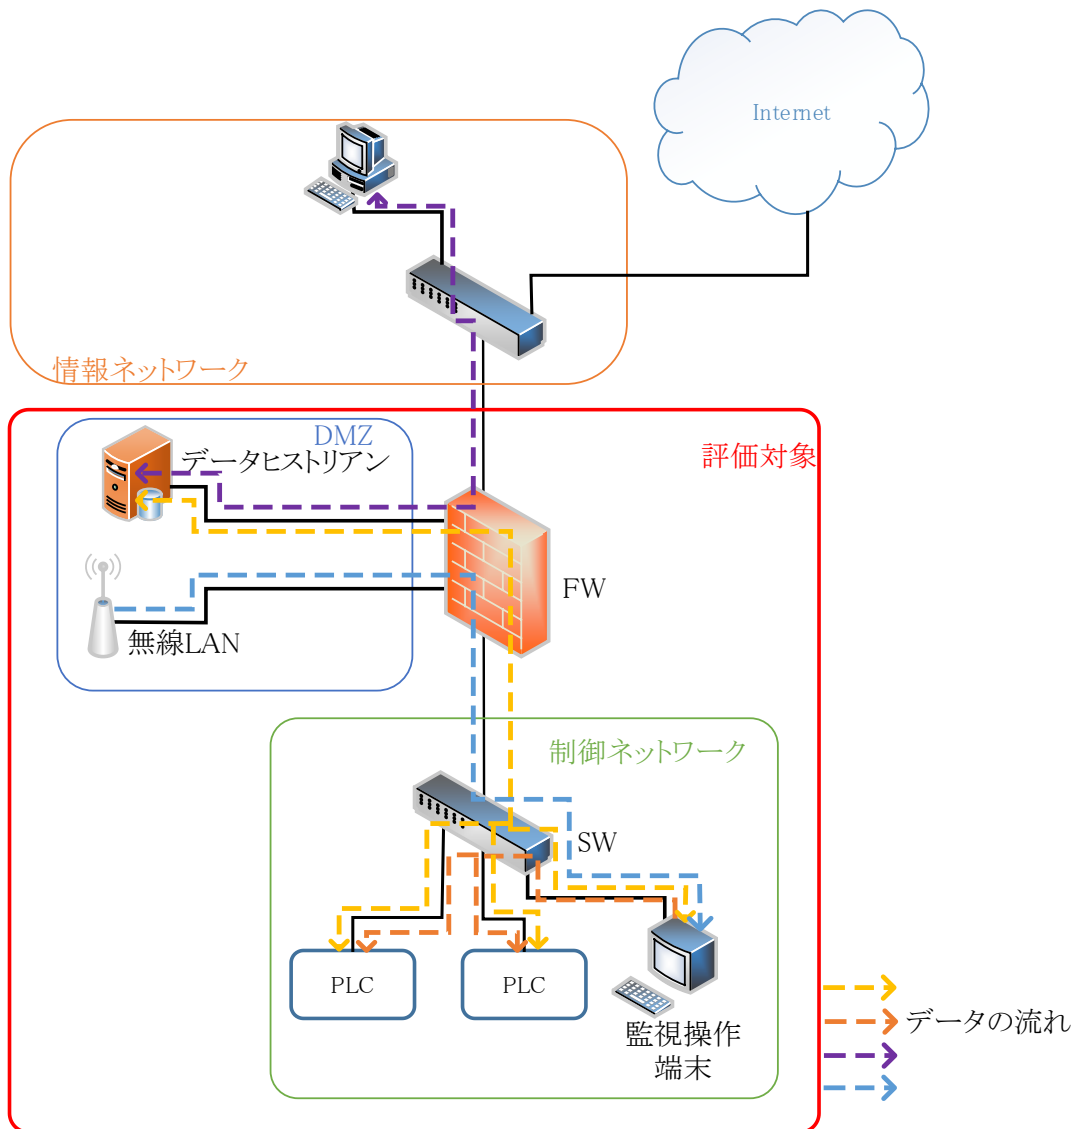 Internet
情報ネットワーク
DMZ
データヒストリアン
評価対象
FW
無線LAN
制御ネットワーク
SW
PLC
PLC
監視操作
端末
データの流れ